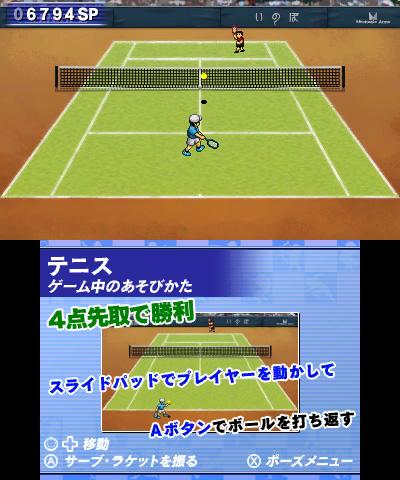 06794SP
いのぼ
テニス
ゲーム中のあそびかた
4点先取で勝利
いのぼ
スライドパッドでプレイヤーを動かして
Aボタンでボールを打ち返す
移動
Ⓐ サーブ・ラケットを振る
Ⓧ ポーズメニュー